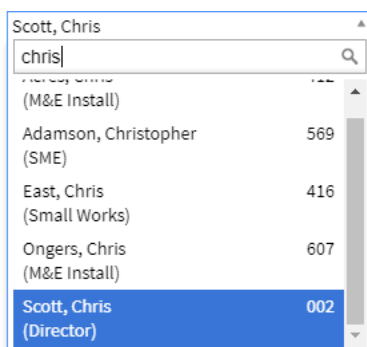 Scott, Chris
chris
(M&E Install)
Adamson, Christopher 569
(SME)
East, Chris 416
(Small Works)
Ongers, Chris 607
(M&E Install)
Scott, Chris 002
(Director)